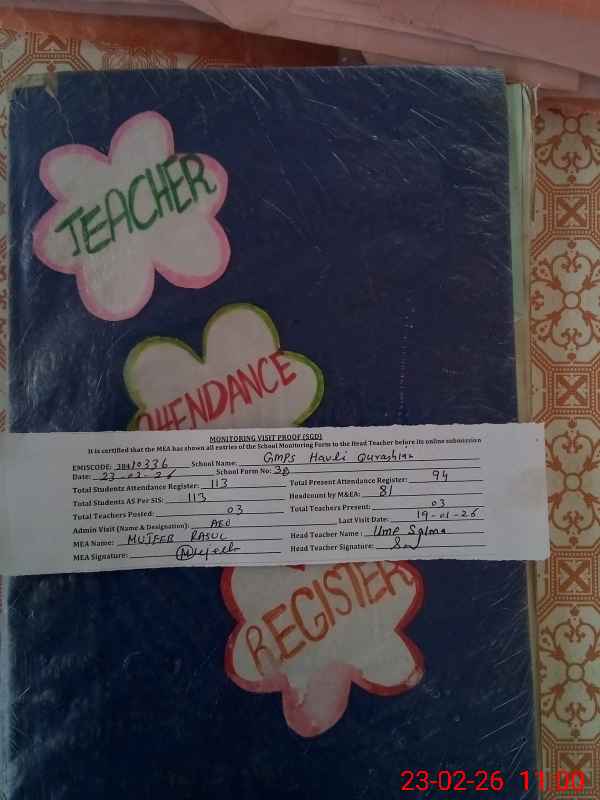 TEACHER
ATTENDANCE
MONITORING VISIT PROOF (SGD)
It is certified that the MEA has shown all entries of the School Monitoring Form to the Head Teacher before its online submission
EMISCODE: 38410336 School Name: GMPS Havli Qurashian
Date: 23-02-26 School Form No: 38
Total Students Attendance Register: 113 Total Present Attendance Register: 94
Total Students AS Per SIS: 113 Headcount by M&EA: 81
Total Teachers Posted: 03 Total Teachers Present: 03
Admin Visit (Name & Designation): AEO Last Visit Date: 19-01-26
MEA Name: MUJEEB RASUL Head Teacher Name: Salma
MEA Signature: Head Teacher Signature:
REGISTER
23-02-26 11:00